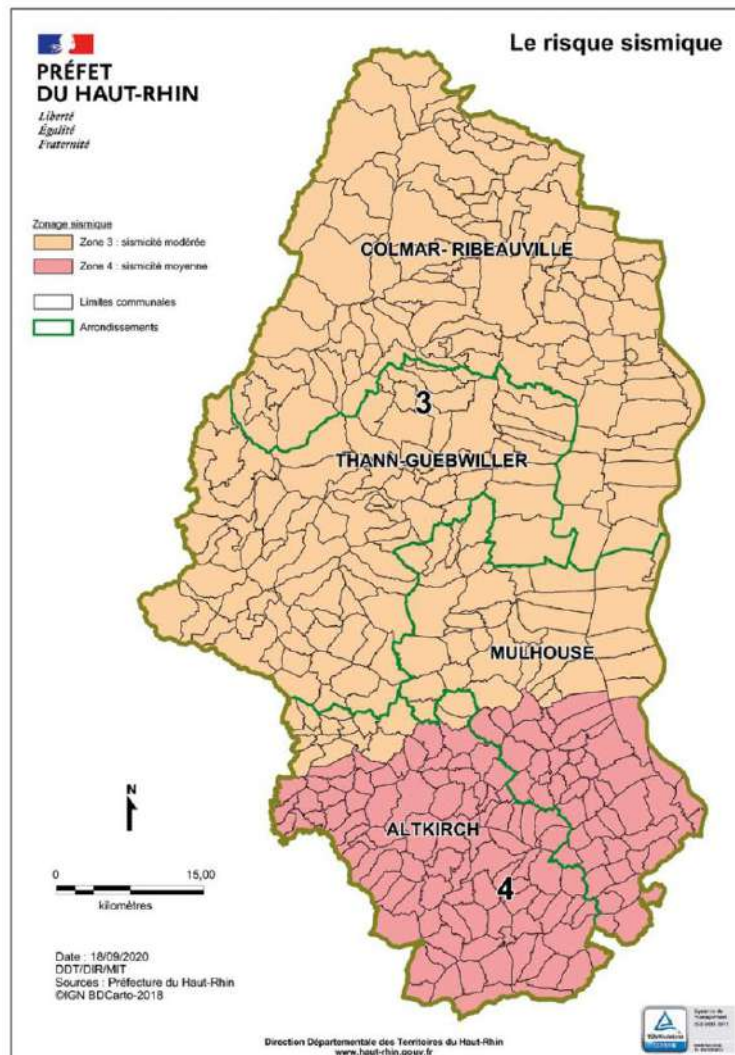 Le risque sismique
PRÉFET
DU HAUT-RHIN
Liberté
Égalité
Fraternité
Zonage sismique
Zone 3 : sismicité modérée
Zone 4 : sismicité moyenne
Limites communales
Arrondissements
COLMAR- RIBEAUVILLE
3
THANN-GUEBWILLER
MULHOUSE
ALTKIRCH
4
N
0 15,00
kilomètres
Date : 18/09/2020
DDT/DIR/MIT
Sources : Préfecture du Haut-Rhin
©IGN BDCarto-2018
Direction Départementale des Territoires du Haut-Rhin
www.haut-rhin.gouv.fr